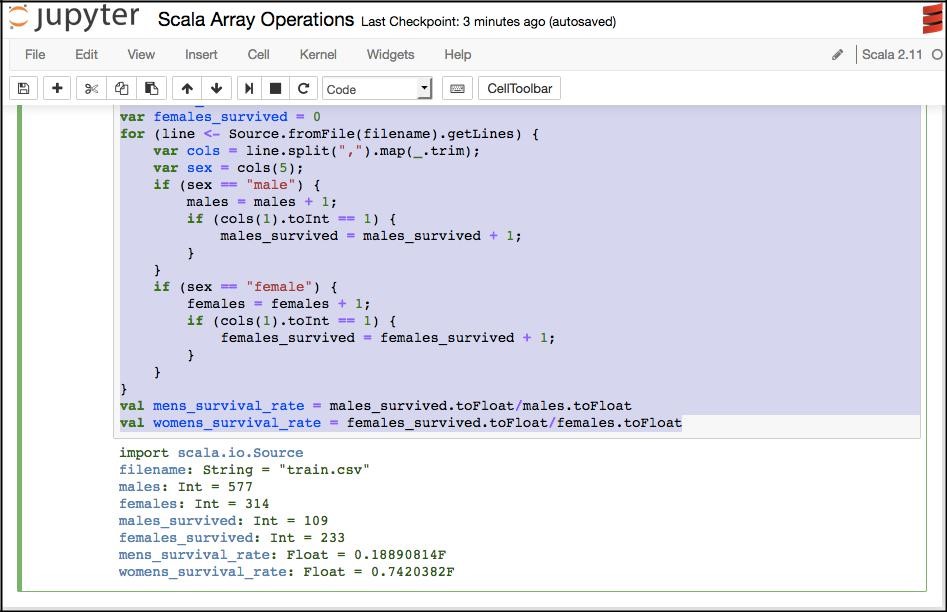 jupyter Scala Array Operations Last Checkpoint: 3 minutes ago (autosaved)
File Edit View Insert Cell Kernel Widgets Help Scala 2.11
Code CellToolbar
var females_survived = 0
for (line <- Source.fromFile(filename).getLines) {
    var cols = line.split(",").map(_.trim);
    var sex = cols(5);
    if (sex == "male") {
        males = males + 1;
        if (cols(1).toInt == 1) {
            males_survived = males_survived + 1;
        }
    }
    if (sex == "female") {
        females = females + 1;
        if (cols(1).toInt == 1) {
            females_survived = females_survived + 1;
        }
    }
}
val mens_survival_rate = males_survived.toFloat/males.toFloat
val womens_survival_rate = females_survived.toFloat/females.toFloat
import scala.io.Source
filename: String = "train.csv"
males: Int = 577
females: Int = 314
males_survived: Int = 109
females_survived: Int = 233
mens_survival_rate: Float = 0.18890814F
womens_survival_rate: Float = 0.7420382F